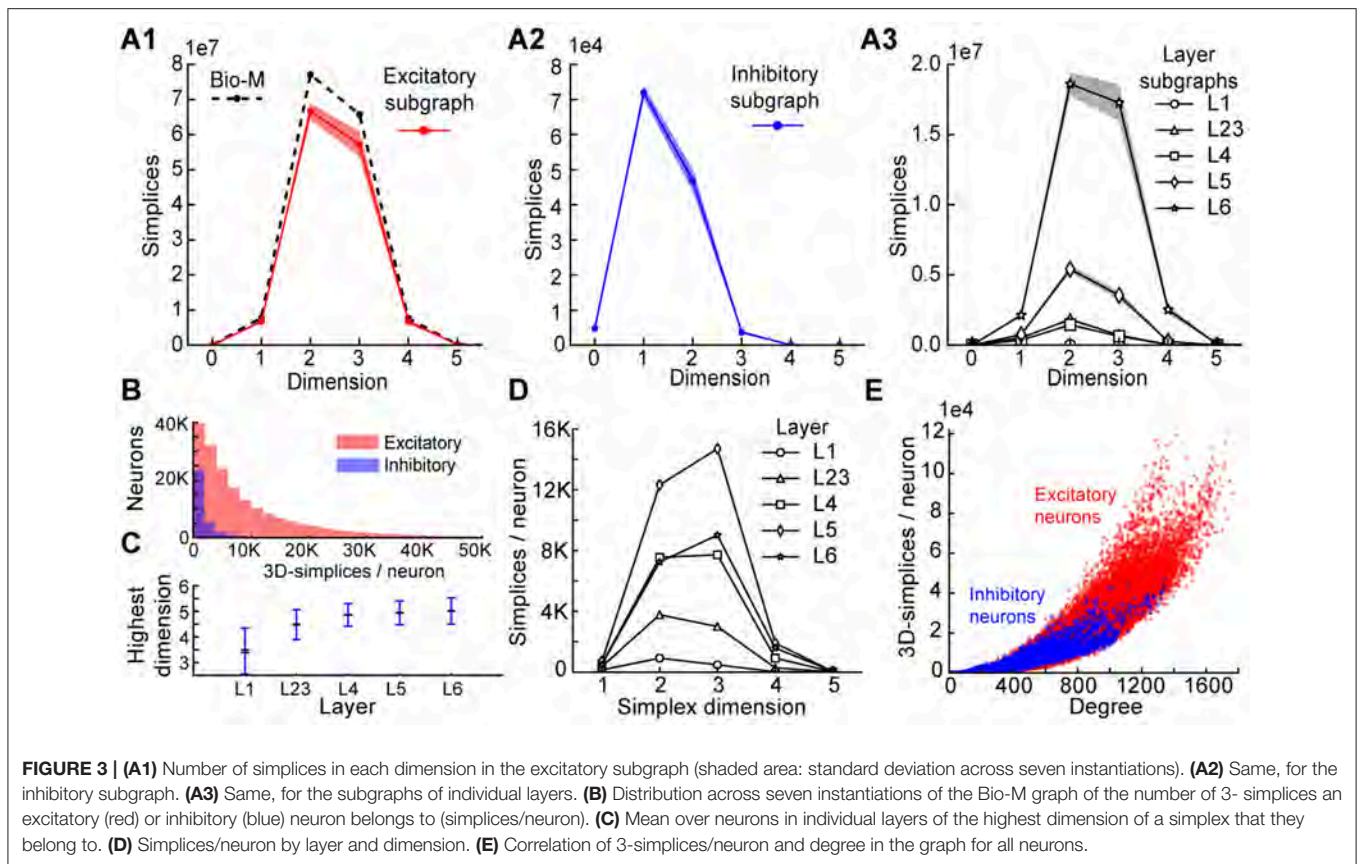 A1
1e7
8
7
6
5
4
3
2
1
0
Simplices
Bio-M
Excitatory
subgraph
0 1 2 3 4 5
Dimension
A2
1e4
8
7
6
5
4
3
2
1
0
Simplices
Inhibitory
subgraph
0 1 2 3 4 5
Dimension
A3
1e7
2.0
1.5
1.0
0.5
0.0
Simplices
Layer
subgraphs
L1
L23
L4
L5
L6
0 1 2 3 4 5
Dimension
B
40K
20K
0
Neurons
Excitatory
Inhibitory
0 10K 20K 30K 40K 50K
3D-simplices / neuron
C
6
5
4
3
Highest
dimension
L1 L23 L4 L5 L6
Layer
D
16K
12K
8K
4K
0
Simplices / neuron
Layer
L1
L23
L4
L5
L6
1 2 3 4 5
Simplex dimension
E
1e4
12
10
8
6
4
2
0
3D-simplices / neuron
Excitatory
neurons
Inhibitory
neurons
0 400 800 1200 1600
Degree
FIGURE 3 | (A1) Number of simplices in each dimension in the excitatory subgraph (shaded area: standard deviation across seven instantiations). (A2) Same, for the
inhibitory subgraph. (A3) Same, for the subgraphs of individual layers. (B) Distribution across seven instantiations of the Bio-M graph of the number of 3- simplices an
excitatory (red) or inhibitory (blue) neuron belongs to (simplices/neuron). (C) Mean over neurons in individual layers of the highest dimension of a simplex that they
belong to. (D) Simplices/neuron by layer and dimension. (E) Correlation of 3-simplices/neuron and degree in the graph for all neurons.